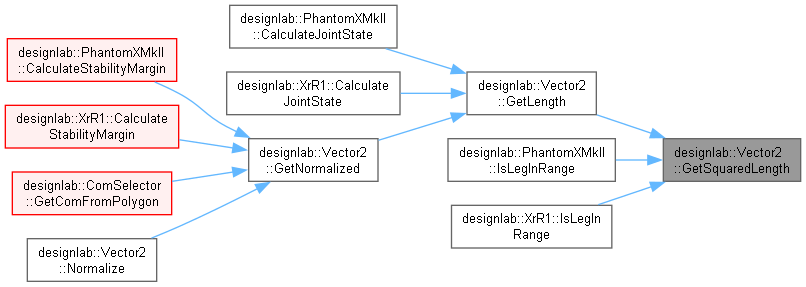 designlab::PhantomXMkII
::CalculateStabilityMargin
designlab::XrR1::Calculate
StabilityMargin
designlab::ComSelector
::GetComFromPolygon
designlab::Vector2
::Normalize
designlab::Vector2
::GetNormalized
designlab::PhantomXMkII
::CalculateJointState
designlab::XrR1::Calculate
JointState
designlab::Vector2
::GetLength
designlab::PhantomXMkII
::IsLegInRange
designlab::XrR1::IsLegIn
Range
designlab::Vector2
::GetSquaredLength